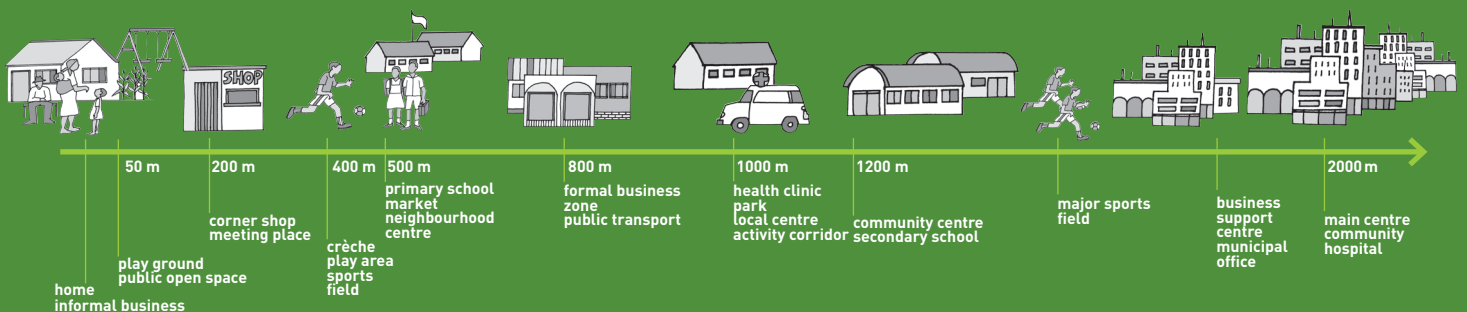 SHOP
50 m
200 m
400 m
500 m
800 m
1000 m
1200 m
2000 m
home
informal business
play ground
public open space
corner shop
meeting place
crèche
play area
sports
field
primary school
market
neighbourhood
centre
formal business
zone
public transport
health clinic
park
local centre
activity corridor
community centre
secondary school
major sports
field
business
support
centre
municipal
office
main centre
community
hospital